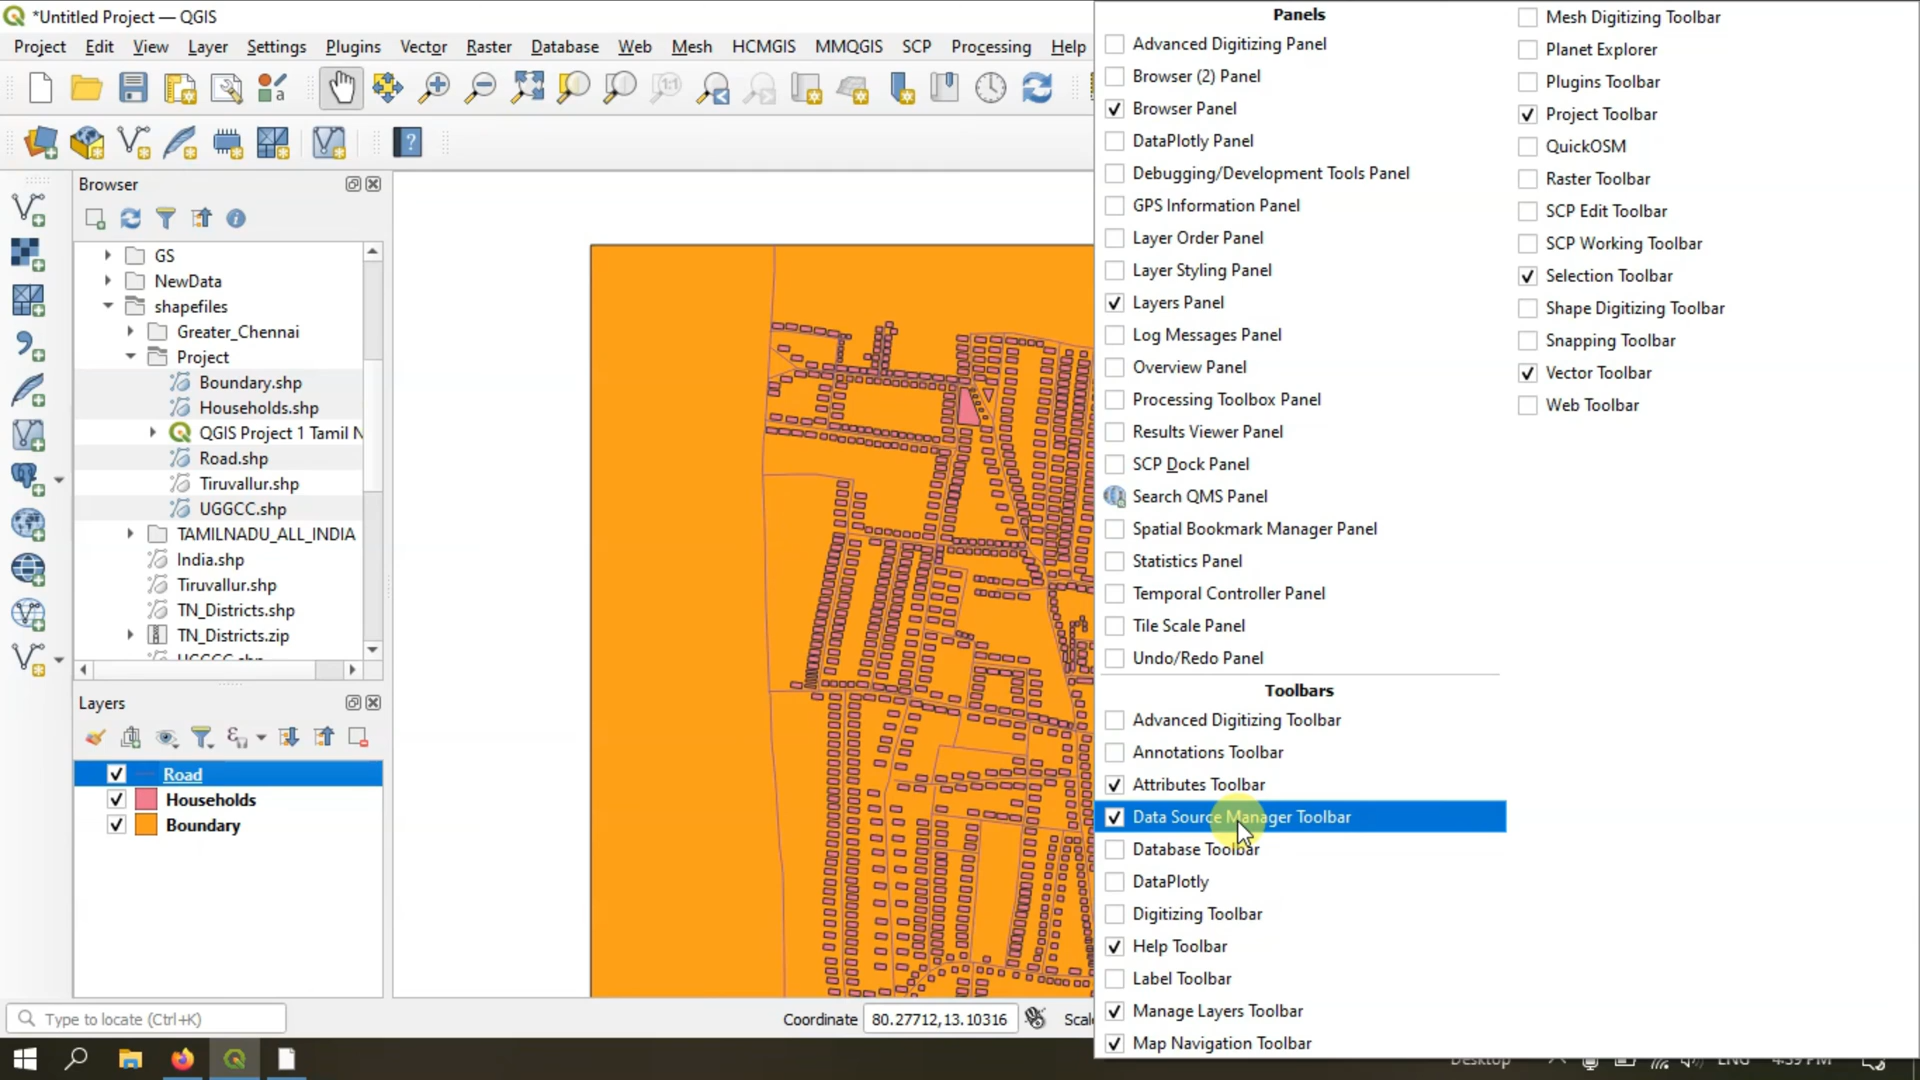 *Untitled Project — QGIS
Project Edit View Layer Settings Plugins Vector Raster Database Web Mesh HCMGIS MMQGIS SCP Processing Help
Browser
GS
NewData
shapefiles
Greater_Chennai
Project
Boundary.shp
Households.shp
QGIS Project 1 Tamil N
Road.shp
Tiruvallur.shp
UGGCC.shp
TAMILNADU_ALL_INDIA
India.shp
Tiruvallur.shp
TN_Districts.shp
TN_Districts.zip
UGGCC.shp
Layers
Road
Households
Boundary
Type to locate (Ctrl+K)
Coordinate 80.27712,13.10316 Scal
Panels
Advanced Digitizing Panel
Browser (2) Panel
Browser Panel
DataPlotly Panel
Debugging/Development Tools Panel
GPS Information Panel
Layer Order Panel
Layer Styling Panel
Layers Panel
Log Messages Panel
Overview Panel
Processing Toolbox Panel
Results Viewer Panel
SCP Dock Panel
Search QMS Panel
Spatial Bookmark Manager Panel
Statistics Panel
Temporal Controller Panel
Tile Scale Panel
Undo/Redo Panel
Toolbars
Advanced Digitizing Toolbar
Annotations Toolbar
Attributes Toolbar
Data Source Manager Toolbar
Database Toolbar
DataPlotly
Digitizing Toolbar
Help Toolbar
Label Toolbar
Manage Layers Toolbar
Map Navigation Toolbar
Mesh Digitizing Toolbar
Planet Explorer
Plugins Toolbar
Project Toolbar
QuickOSM
Raster Toolbar
SCP Edit Toolbar
SCP Working Toolbar
Selection Toolbar
Shape Digitizing Toolbar
Snapping Toolbar
Vector Toolbar
Web Toolbar
Desktop ENG 4:39 PM